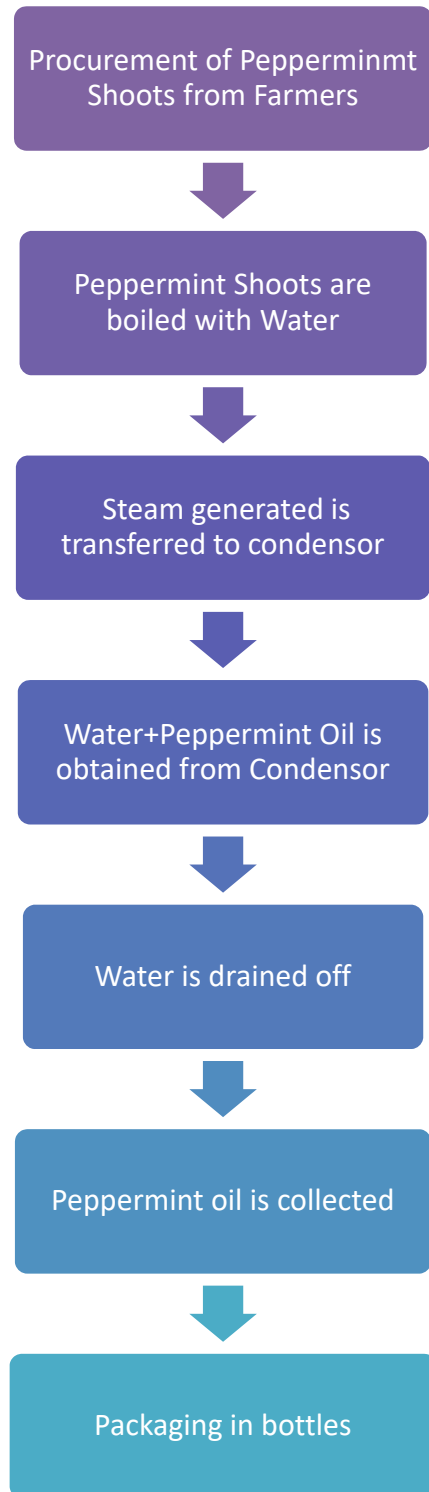 Procurement of Pepperminmt
Shoots from Farmers
Peppermint Shoots are
boiled with Water
Steam generated is
transferred to condensor
Water+Peppermint Oil is
obtained from Condensor
Water is drained off
Peppermint oil is collected
Packaging in bottles